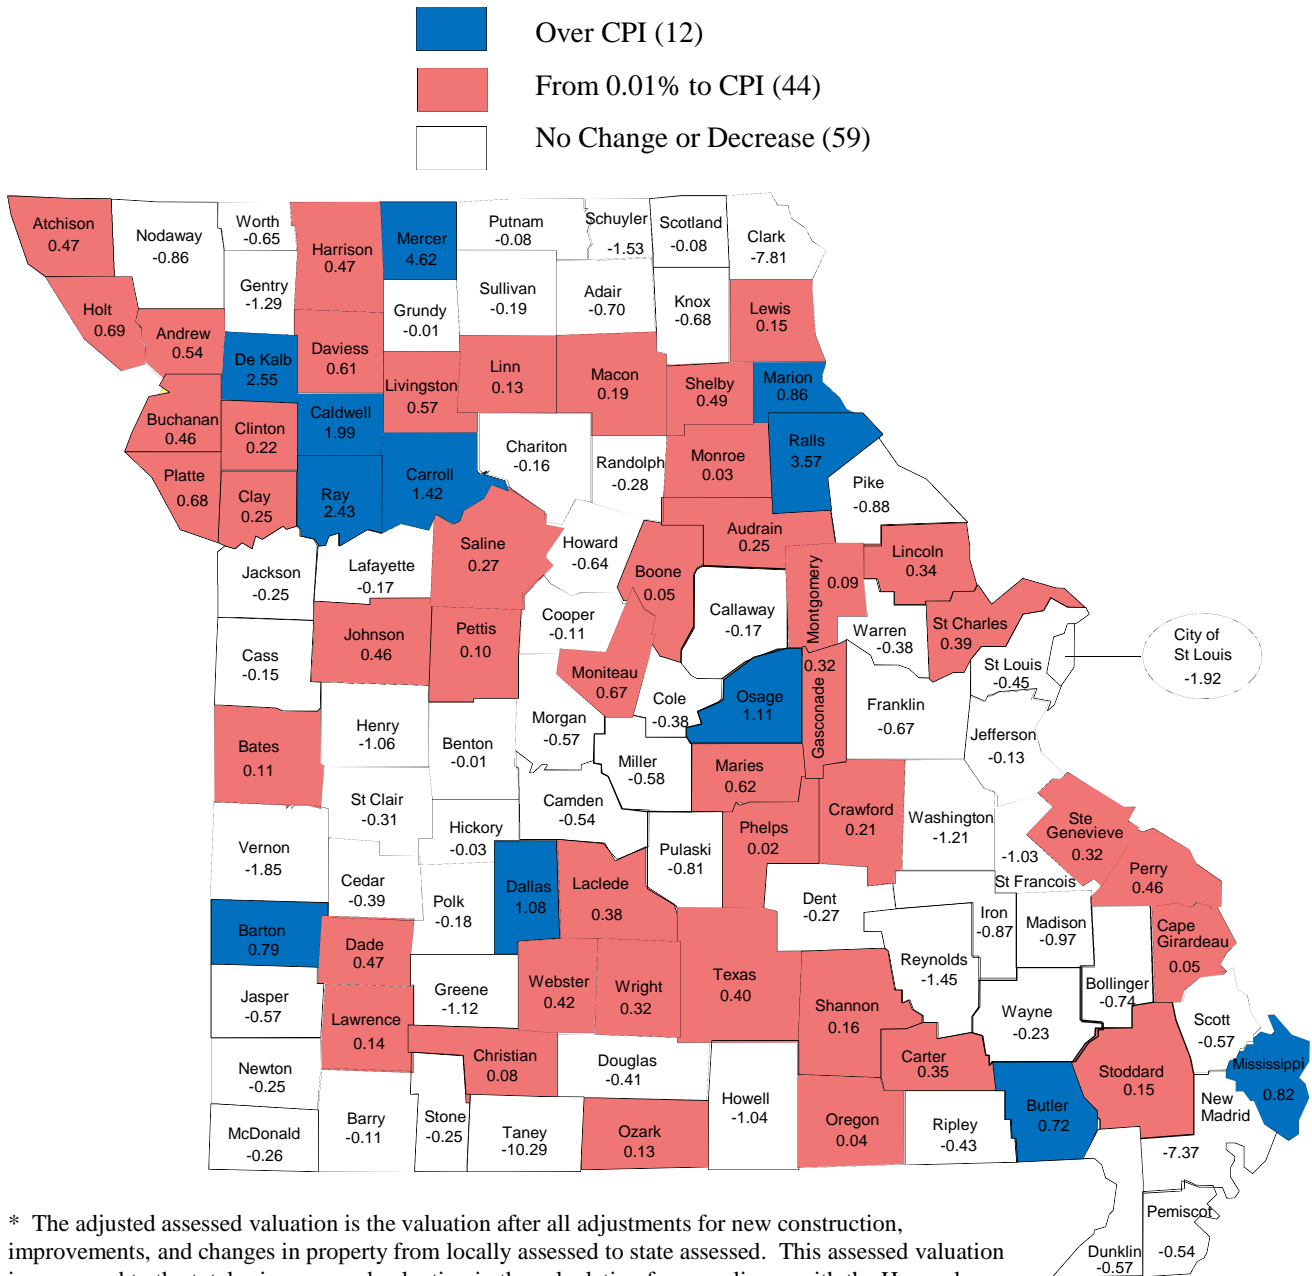 Over CPI (12)
From 0.01% to CPI (44)
No Change or Decrease (59)
Atchison
0.47
Nodaway
-0.86
Worth
-0.65
Harrison
0.47
Mercer
4.62
Putnam
-0.08
Schuyler
-1.53
Scotland
-0.08
Clark
-7.81
Holt
0.69
Gentry
-1.29
Grundy
-0.01
Sullivan
-0.19
Adair
-0.70
Knox
-0.68
Lewis
0.15
Andrew
0.54
De Kalb
2.55
Daviess
0.61
Livingston
0.57
Linn
0.13
Macon
0.19
Shelby
0.49
Marion
0.86
Buchanan
0.46
Clinton
0.22
Caldwell
1.99
Carroll
1.42
Chariton
-0.16
Randolph
-0.28
Monroe
0.03
Ralls
3.57
Pike
-0.88
Platte
0.68
Clay
0.25
Ray
2.43
Saline
0.27
Howard
-0.64
Boone
0.05
Audrain
0.25
Montgomery
0.09
Lincoln
0.34
Jackson
-0.25
Lafayette
-0.17
Johnson
0.46
Pettis
0.10
Cooper
-0.11
Callaway
-0.17
Warren
-0.38
St Charles
0.39
St Louis
-0.45
City of
St Louis
-1.92
Cass
-0.15
Moniteau
0.67
Cole
-0.38
Osage
1.11
0.32
Gasconade
Franklin
-0.67
Jefferson
-0.13
Bates
0.11
Henry
-1.06
Benton
-0.01
Morgan
-0.57
Miller
-0.58
Maries
0.62
St Clair
-0.31
Hickory
-0.03
Camden
-0.54
Pulaski
-0.81
Phelps
0.02
Crawford
0.21
Washington
-1.21
-1.03
St Francois
Ste
Genevieve
0.32
Perry
0.46
Vernon
-1.85
Cedar
-0.39
Polk
-0.18
Dallas
1.08
Laclede
0.38
Dent
-0.27
Iron
-0.87
Madison
-0.97
Cape
Girardeau
0.05
Barton
0.79
Dade
0.47
Greene
-1.12
Webster
0.42
Wright
0.32
Texas
0.40
Shannon
0.16
Reynolds
-1.45
Wayne
-0.23
Bollinger
-0.74
Scott
-0.57
Jasper
-0.57
Lawrence
0.14
Christian
0.08
Douglas
-0.41
Howell
-1.04
Carter
0.35
Stoddard
0.15
Mississippi
0.82
Newton
-0.25
Barry
-0.11
Stone
-0.25
Taney
-10.29
Ozark
0.13
Oregon
0.04
Ripley
-0.43
Butler
0.72
New
Madrid
-7.37
McDonald
-0.26
Pemiscot
-0.54
Dunklin
-0.57
* The adjusted assessed valuation is the valuation after all adjustments for new construction,
improvements, and changes in property from locally assessed to state assessed. This assessed valuation